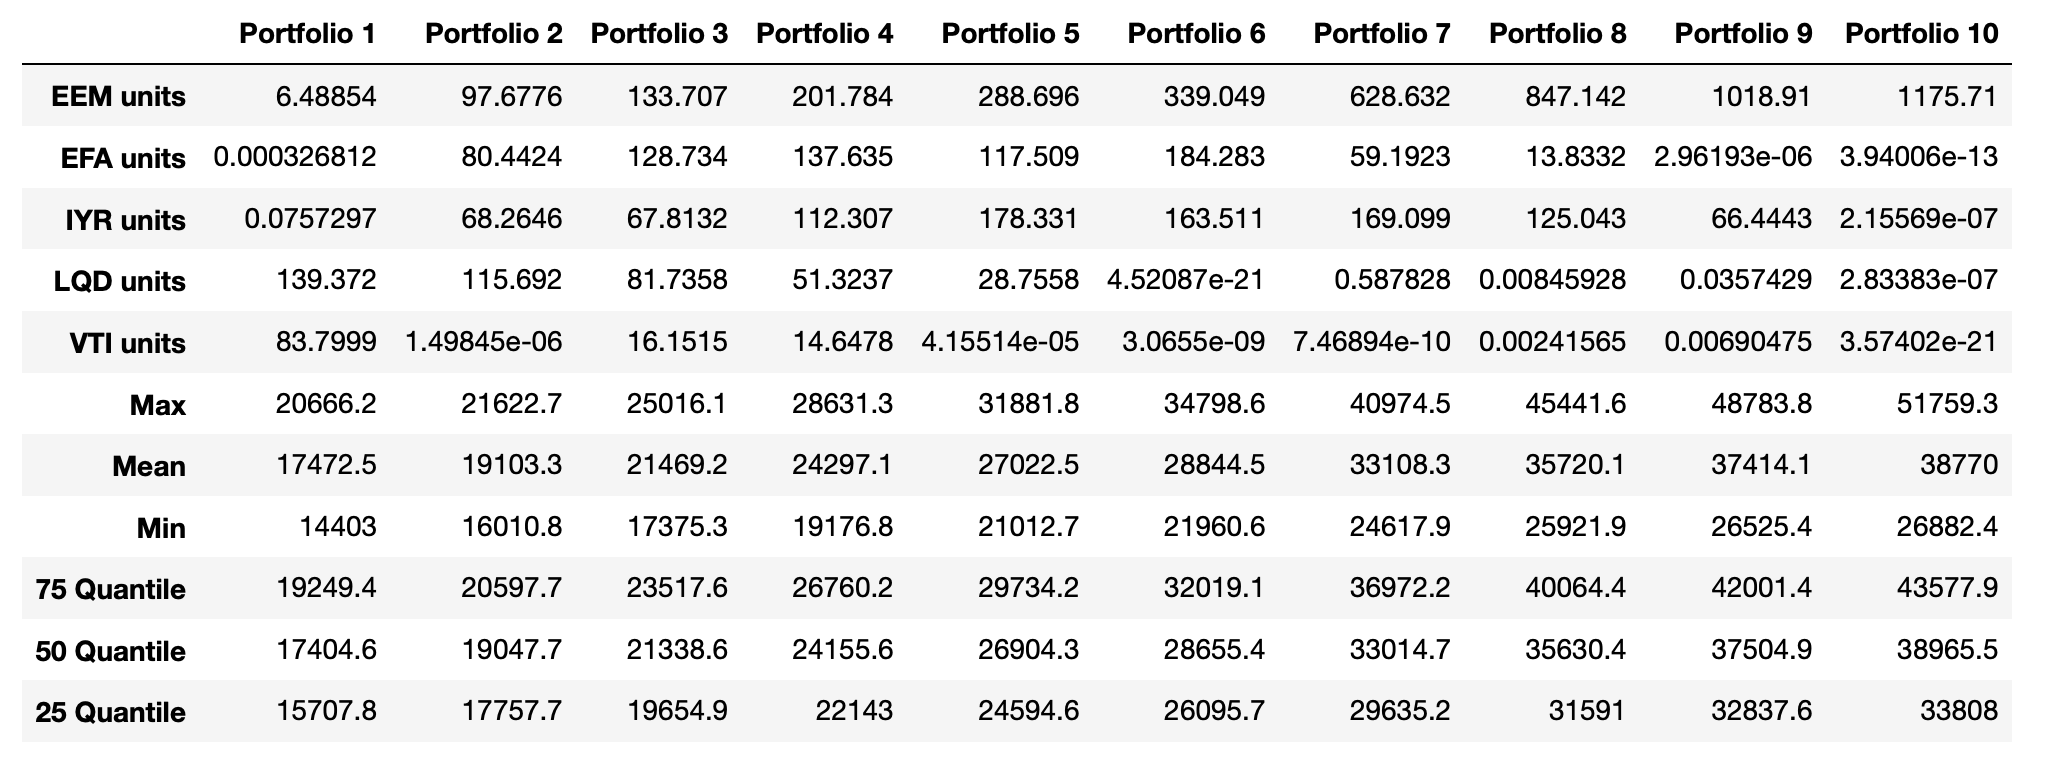 Portfolio 1 Portfolio 2 Portfolio 3 Portfolio 4 Portfolio 5 Portfolio 6 Portfolio 7 Portfolio 8 Portfolio 9 Portfolio 10
EEM units 6.48854 97.6776 133.707 201.784 288.696 339.049 628.632 847.142 1018.91 1175.71
EFA units 0.000326812 80.4424 128.734 137.635 117.509 184.283 59.1923 13.8332 2.96193e-06 3.94006e-13
IYR units 0.0757297 68.2646 67.8132 112.307 178.331 163.511 169.099 125.043 66.4443 2.15569e-07
LQD units 139.372 115.692 81.7358 51.3237 28.7558 4.52087e-21 0.587828 0.00845928 0.0357429 2.83383e-07
VTI units 83.7999 1.49845e-06 16.1515 14.6478 4.15514e-05 3.0655e-09 7.46894e-10 0.00241565 0.00690475 3.57402e-21
Max 20666.2 21622.7 25016.1 28631.3 31881.8 34798.6 40974.5 45441.6 48783.8 51759.3
Mean 17472.5 19103.3 21469.2 24297.1 27022.5 28844.5 33108.3 35720.1 37414.1 38770
Min 14403 16010.8 17375.3 19176.8 21012.7 21960.6 24617.9 25921.9 26525.4 26882.4
75 Quantile 19249.4 20597.7 23517.6 26760.2 29734.2 32019.1 36972.2 40064.4 42001.4 43577.9
50 Quantile 17404.6 19047.7 21338.6 24155.6 26904.3 28655.4 33014.7 35630.4 37504.9 38965.5
25 Quantile 15707.8 17757.7 19654.9 22143 24594.6 26095.7 29635.2 31591 32837.6 33808